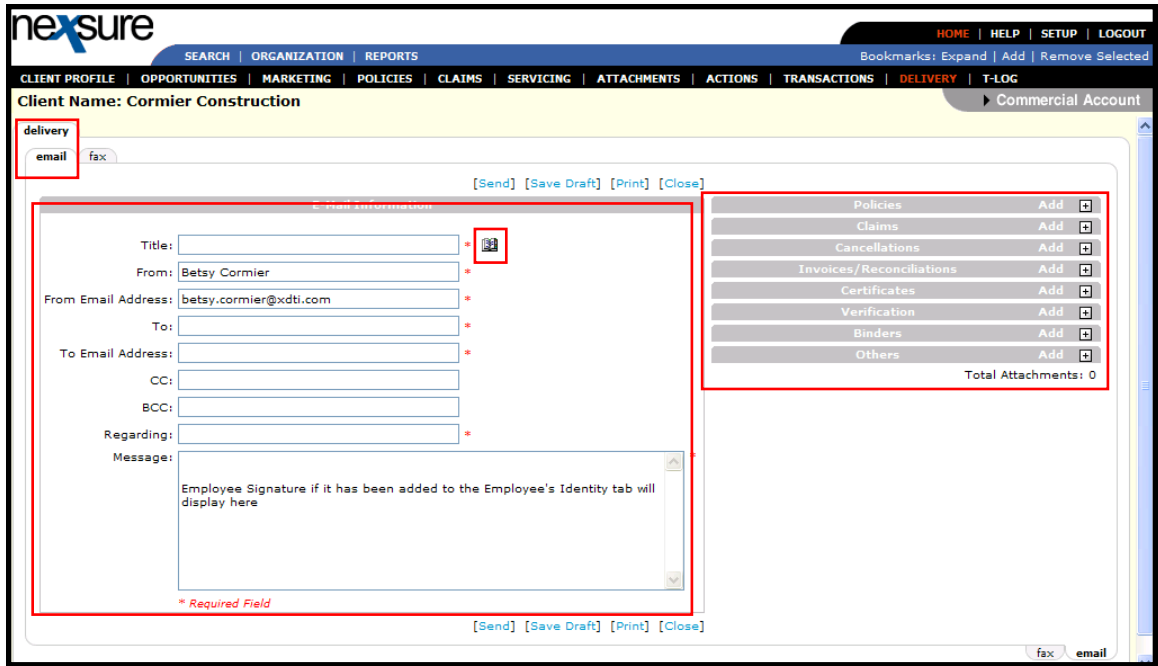 nexsure
HOME | HELP | SETUP | LOGOUT
SEARCH | ORGANIZATION | REPORTS
Bookmarks: Expand | Add | Remove Selected
CLIENT PROFILE | OPPORTUNITIES | MARKETING | POLICIES | CLAIMS | SERVICING | ATTACHMENTS | ACTIONS | TRANSACTIONS | DELIVERY | T-LOG
Client Name: Cormier Construction
Commercial Account
delivery
email fax
[Send] [Save Draft] [Print] [Close]
E-Mail Information
Title: *
From: Betsy Cormier *
From Email Address: betsy.cormier@xdti.com *
To: *
To Email Address: *
CC:
BCC:
Regarding: *
Message: *
Employee Signature if it has been added to the Employee's Identity tab will
display here
* Required Field
Policies Add +
Claims Add +
Cancellations Add +
Invoices/Reconciliations Add +
Certificates Add +
Verification Add +
Binders Add +
Others Add +
Total Attachments: 0
[Send] [Save Draft] [Print] [Close]
fax email